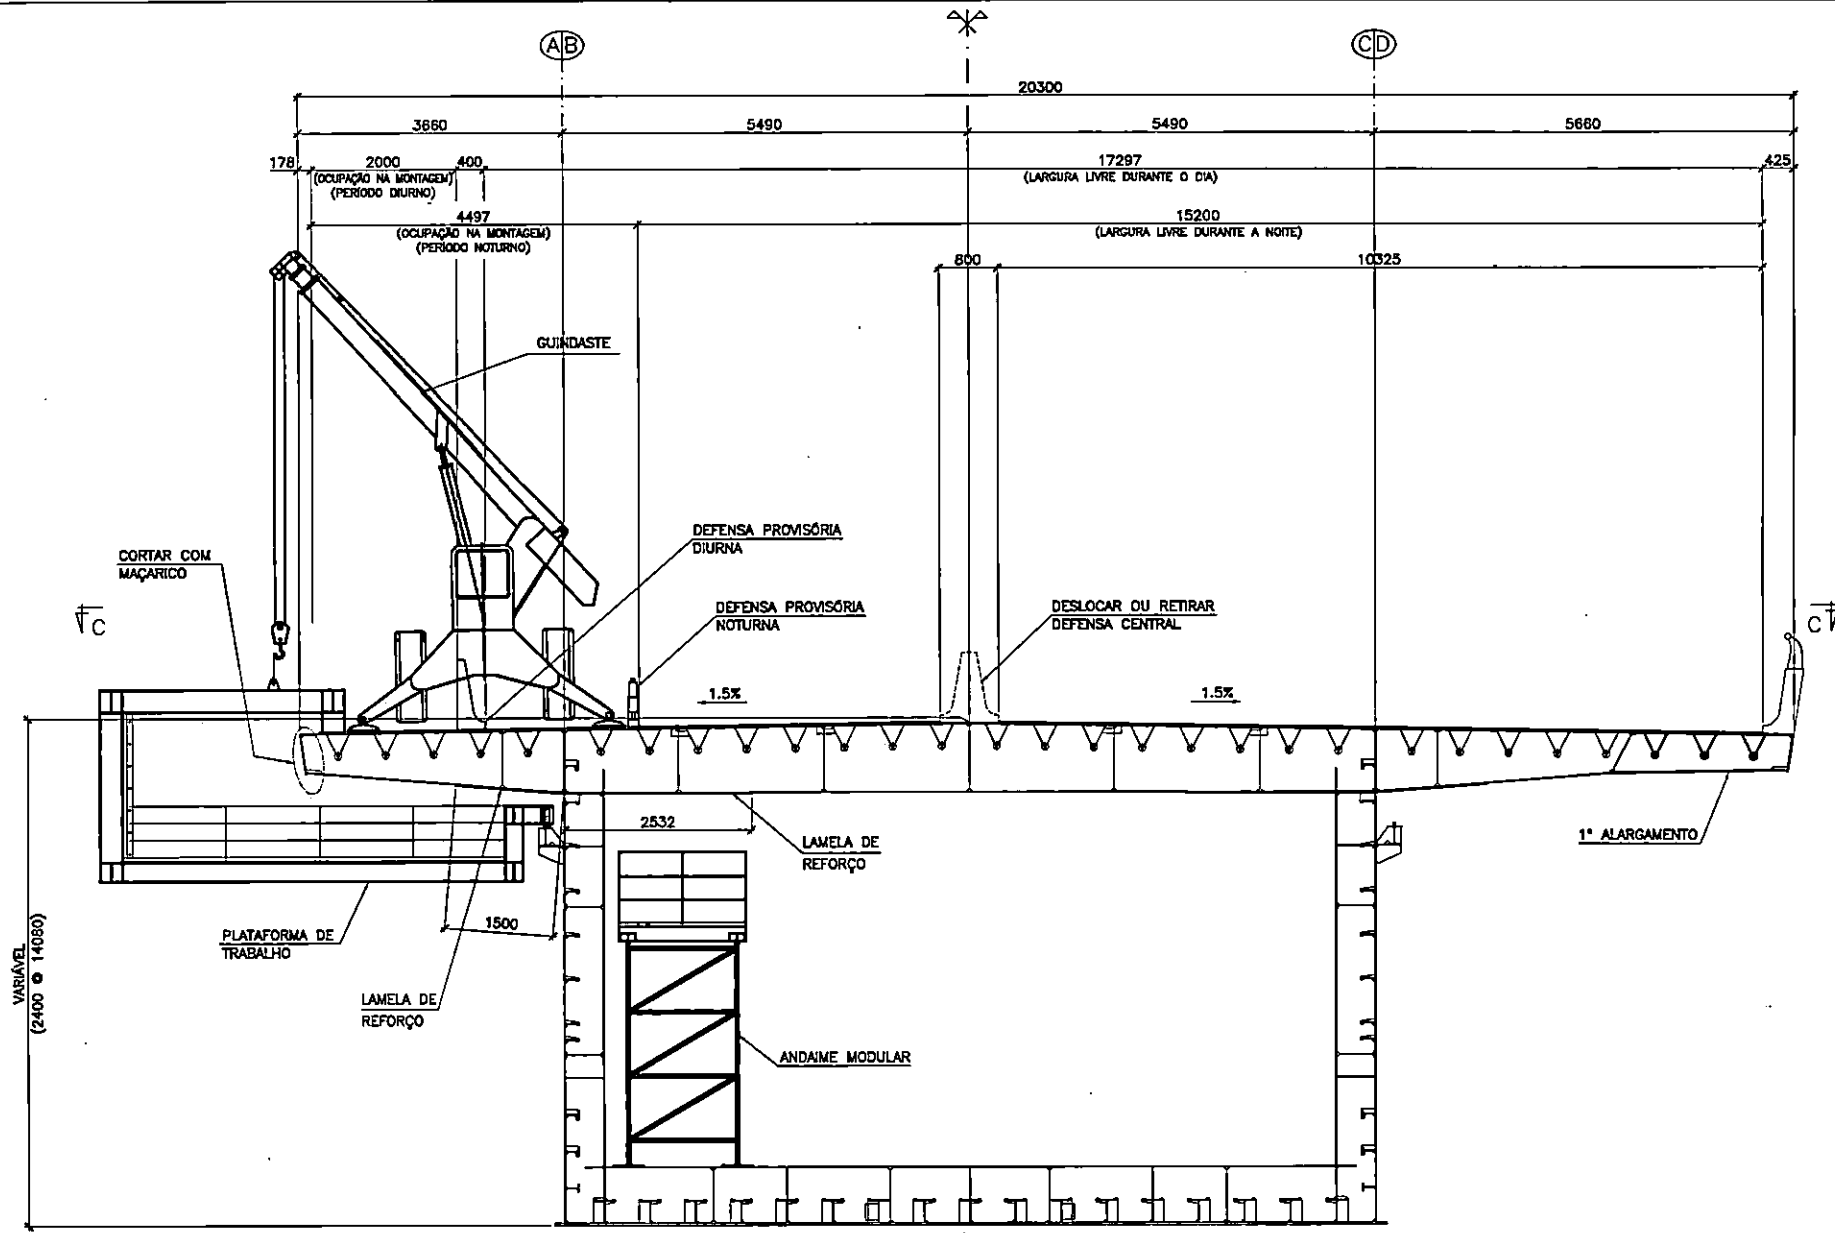 AB
CD
20300
3660
5490
5490
5660
178
2000
400
17297
425
(OCUPAÇÃO NA MONTAGEM)
(PERÍODO DIURNO)
(LARGURA LIVRE DURANTE O DIA)
4497
15200
(OCUPAÇÃO NA MONTAGEM)
(PERÍODO NOTURNO)
(LARGURA LIVRE DURANTE A NOITE)
800
10325
GUINDASTE
DEFENSA PROVISÓRIA
DIURNA
CORTAR COM
MAÇARICO
DEFENSA PROVISÓRIA
NOTURNA
DESLOCAR OU RETIRAR
DEFENSA CENTRAL
C
C
1.5%
1.5%
2532
LAMELA DE
REFORÇO
1° ALARGAMENTO
1500
PLATAFORMA DE
TRABALHO
VARIÁVEL
(2400 @ 14080)
LAMELA DE
REFORÇO
ANDAIME MODULAR